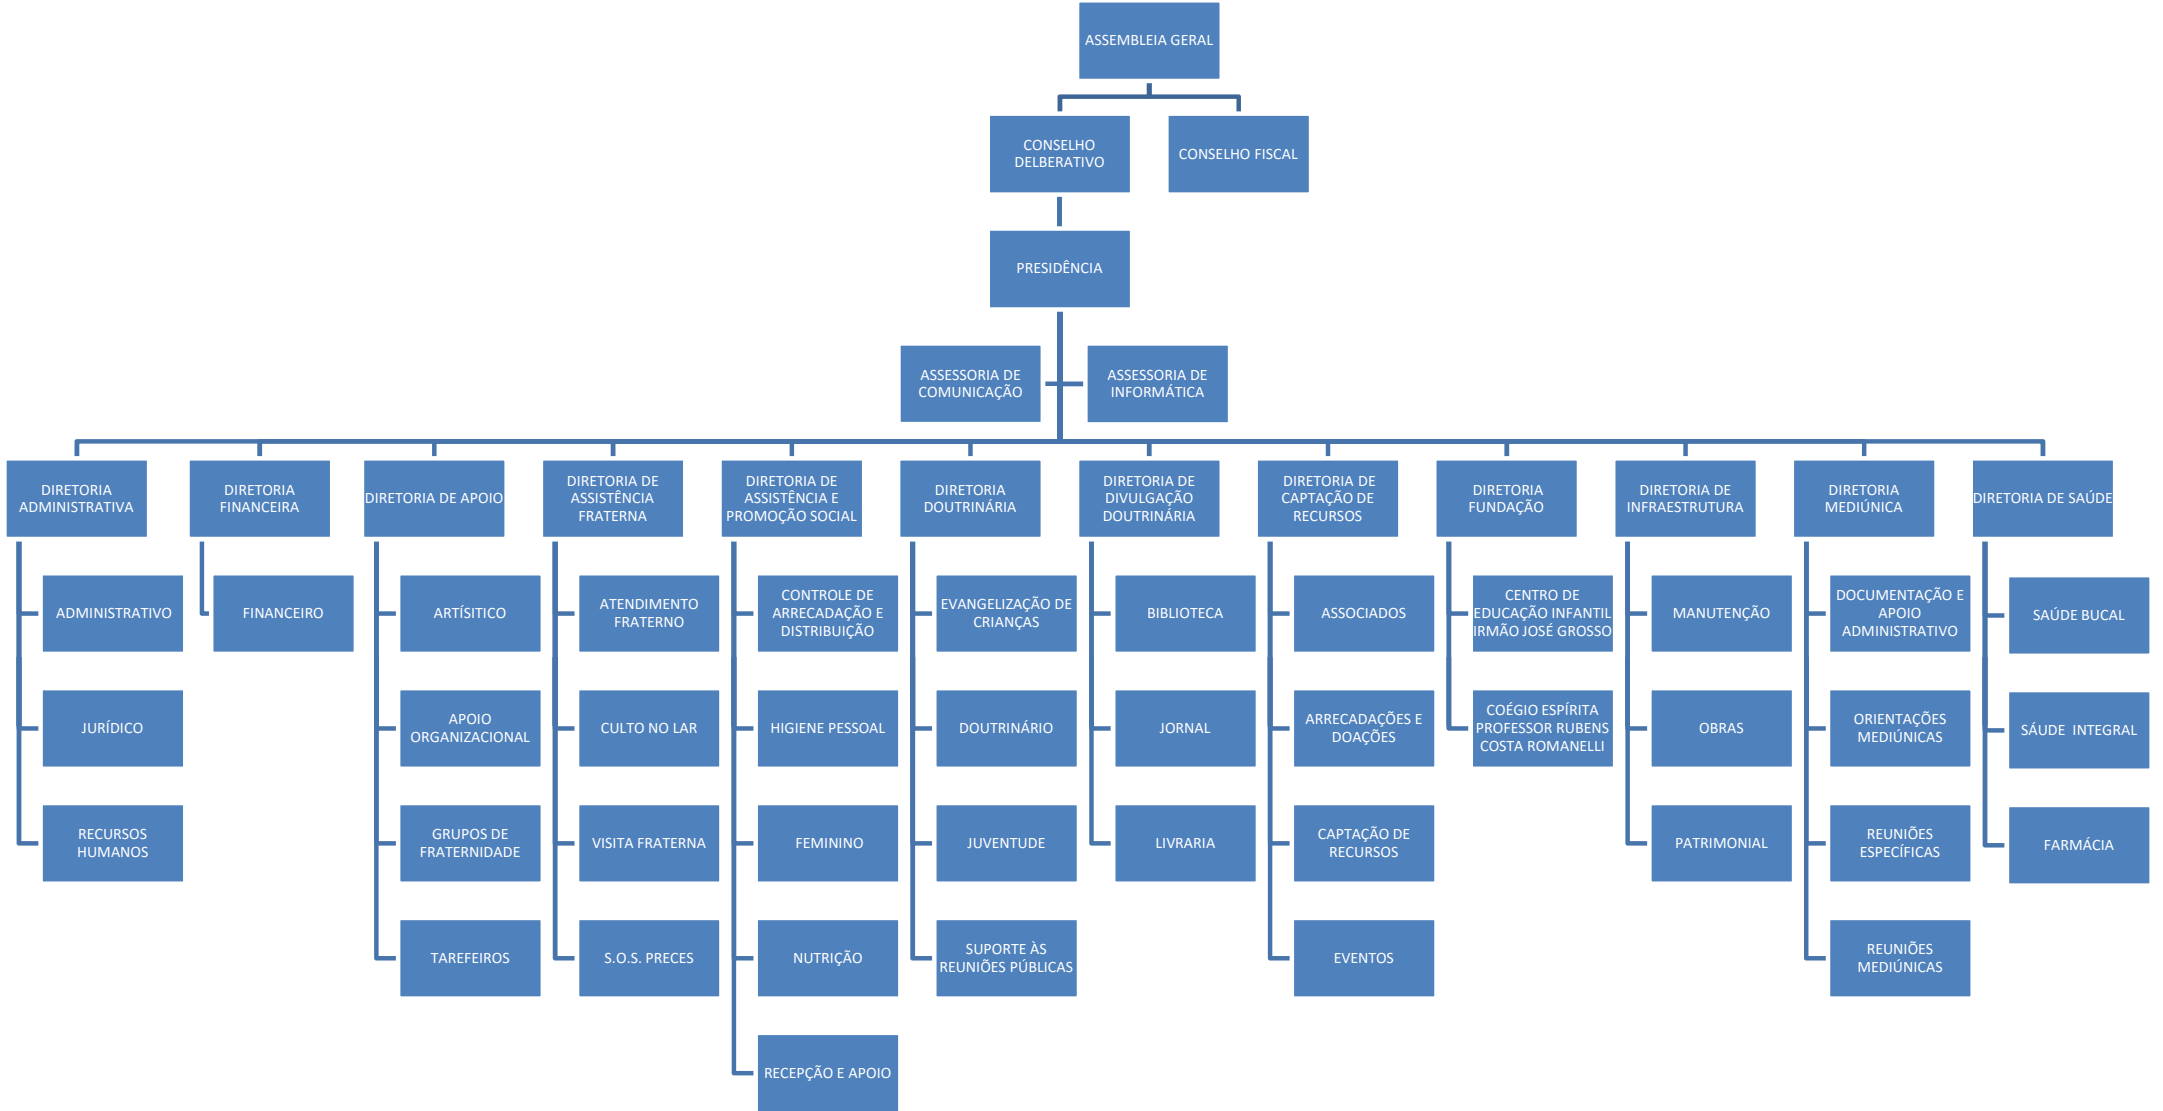 ASSEMBLEIA GERAL
CONSELHO
DELBERATIVO
CONSELHO FISCAL
PRESIDÊNCIA
ASSESSORIA DE
COMUNICAÇÃO
ASSESSORIA DE
INFORMÁTICA
DIRETORIA
ADMINISTRATIVA
DIRETORIA
FINANCEIRA
DIRETORIA DE APOIO
DIRETORIA DE
ASSISTÊNCIA
FRATERNA
DIRETORIA DE
ASSISTÊNCIA E
PROMOÇÃO SOCIAL
DIRETORIA
DOUTRINÁRIA
DIRETORIA DE
DIVULGAÇÃO
DOUTRINÁRIA
DIRETORIA DE
CAPTAÇÃO DE
RECURSOS
DIRETORIA
FUNDAÇÃO
DIRETORIA DE
INFRAESTRUTURA
DIRETORIA
MEDIÚNICA
DIRETORIA DE SAÚDE
ADMINISTRATIVO
JURÍDICO
RECURSOS
HUMANOS
FINANCEIRO
ARTÍSITICO
APOIO
ORGANIZACIONAL
GRUPOS DE
FRATERNIDADE
TAREFEIROS
ATENDIMENTO
FRATERNO
CULTO NO LAR
VISITA FRATERNA
S.O.S. PRECES
CONTROLE DE
ARRECADAÇÃO E
DISTRIBUIÇÃO
HIGIENE PESSOAL
FEMININO
NUTRIÇÃO
RECEPÇÃO E APOIO
EVANGELIZAÇÃO DE
CRIANÇAS
DOUTRINÁRIO
JUVENTUDE
SUPORTE ÀS
REUNIÕES PÚBLICAS
BIBLIOTECA
JORNAL
LIVRARIA
ASSOCIADOS
ARRECADAÇÕES E
DOAÇÕES
CAPTAÇÃO DE
RECURSOS
EVENTOS
CENTRO DE
EDUCAÇÃO INFANTIL
IRMÃO JOSÉ GROSSO
COÉGIO ESPÍRITA
PROFESSOR RUBENS
COSTA ROMANELLI
MANUTENÇÃO
OBRAS
PATRIMONIAL
DOCUMENTAÇÃO E
APOIO
ADMINISTRATIVO
ORIENTAÇÕES
MEDIÚNICAS
REUNIÕES
ESPECÍFICAS
REUNIÕES
MEDIÚNICAS
SAÚDE BUCAL
SÁUDE  INTEGRAL
FARMÁCIA